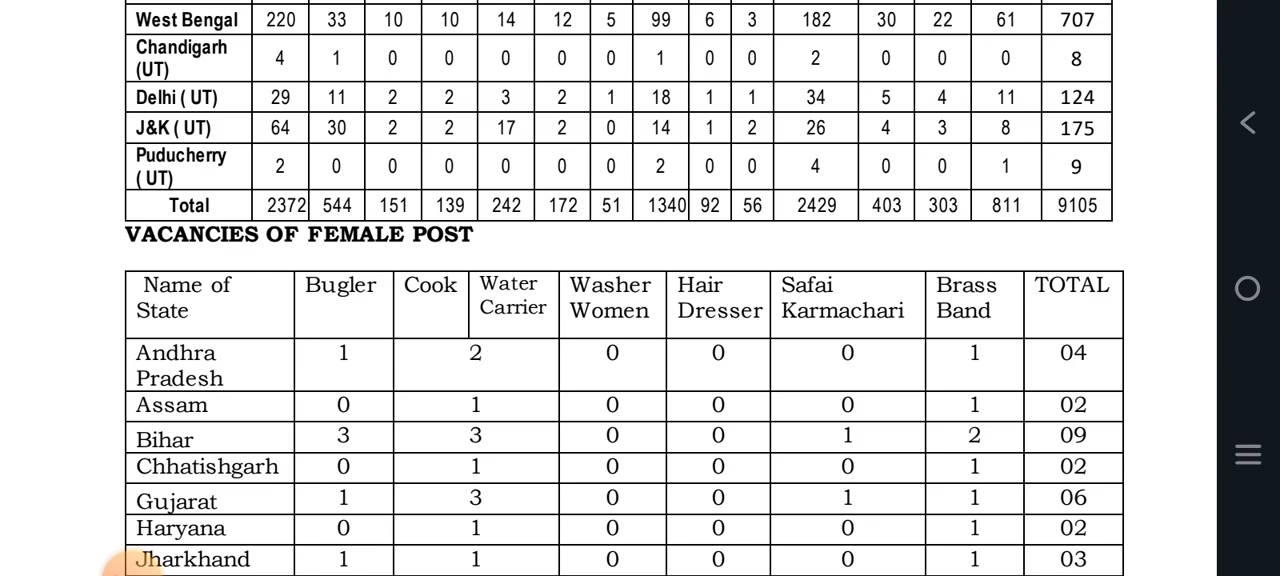 West Bengal 220 33 10 10 14 12 5 99 6 3 182 30 22 61 707
Chandigarh
(UT) 4 1 0 0 0 0 0 1 0 0 2 0 0 0 8
Delhi ( UT) 29 11 2 2 3 2 1 18 1 1 34 5 4 11 124
J&K ( UT) 64 30 2 2 17 2 0 14 1 2 26 4 3 8 175
Puducherry
( UT) 2 0 0 0 0 0 0 2 0 0 4 0 0 1 9
Total 2372 544 151 139 242 172 51 1340 92 56 2429 403 303 811 9105
VACANCIES OF FEMALE POST
Name of State Bugler Cook Water Carrier Washer Women Hair Dresser Safai Karmachari Brass Band TOTAL
Andhra
Pradesh 1 2 0 0 0 1 04
Assam 0 1 0 0 0 1 02
Bihar 3 3 0 0 1 2 09
Chhatishgarh 0 1 0 0 0 1 02
Gujarat 1 3 0 0 1 1 06
Haryana 0 1 0 0 0 1 02
Jharkhand 1 1 0 0 0 1 03